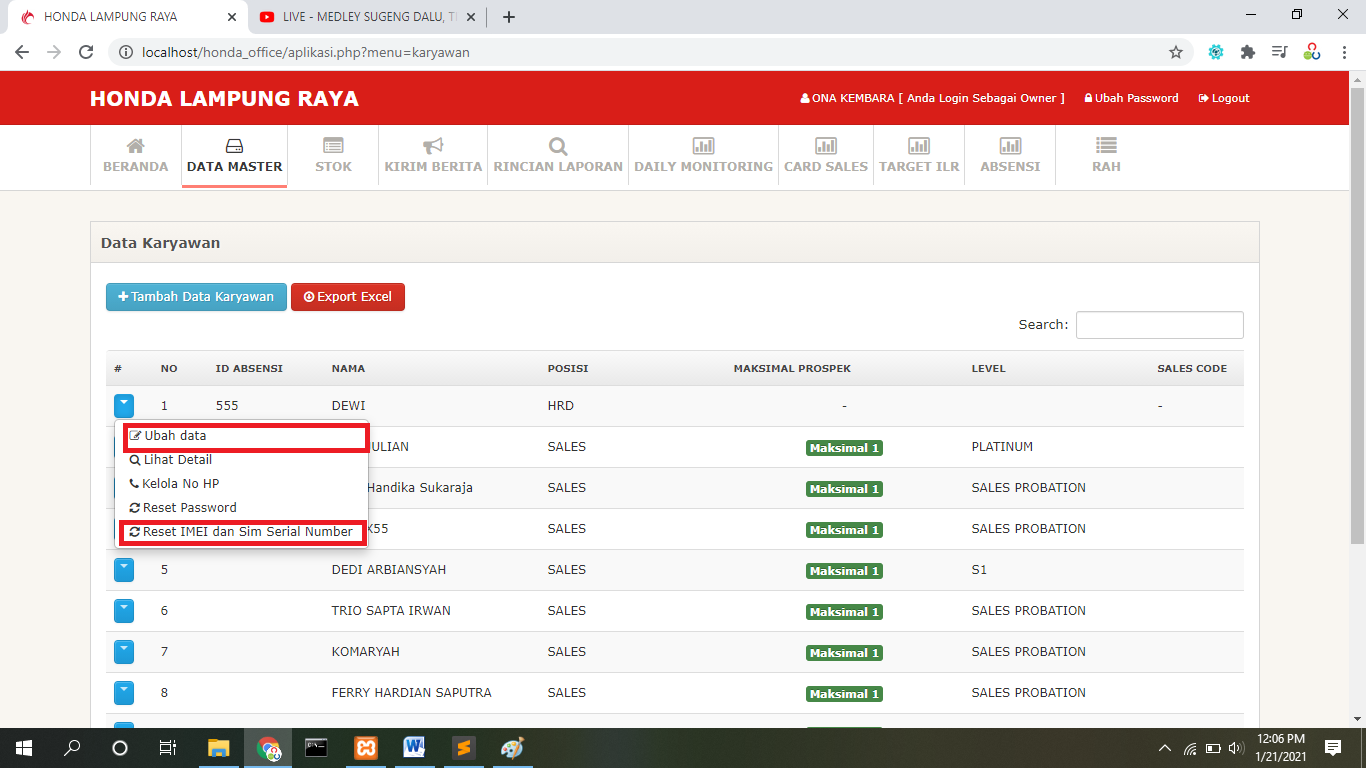 HONDA LAMPUNG RAYA
LIVE - MEDLEY SUGENG DALU, T
localhost/honda_office/aplikasi.php?menu=karyawan
HONDA LAMPUNG RAYA
ONA KEMBARA [ Anda Login Sebagai Owner ]
Ubah Password
Logout
BERANDA
DATA MASTER
STOK
KIRIM BERITA
RINCIAN LAPORAN
DAILY MONITORING
CARD SALES
TARGET ILR
ABSENSI
RAH
Data Karyawan
Tambah Data Karyawan
Export Excel
Search:
# NO ID ABSENSI NAMA POSISI MAKSIMAL PROSPEK LEVEL SALES CODE
1 555 DEWI HRD - -
Ubah data
ULIAN SALES Maksimal 1 PLATINUM
Lihat Detail
Kelola No HP
Handika Sukaraja SALES Maksimal 1 SALES PROBATION
Reset Password
X55 SALES Maksimal 1 SALES PROBATION
Reset IMEI dan Sim Serial Number
5 DEDI ARBIANSYAH SALES Maksimal 1 S1
6 TRIO SAPTA IRWAN SALES Maksimal 1 SALES PROBATION
7 KOMARYAH SALES Maksimal 1 SALES PROBATION
8 FERRY HARDIAN SAPUTRA SALES Maksimal 1 SALES PROBATION
12:06 PM
1/21/2021